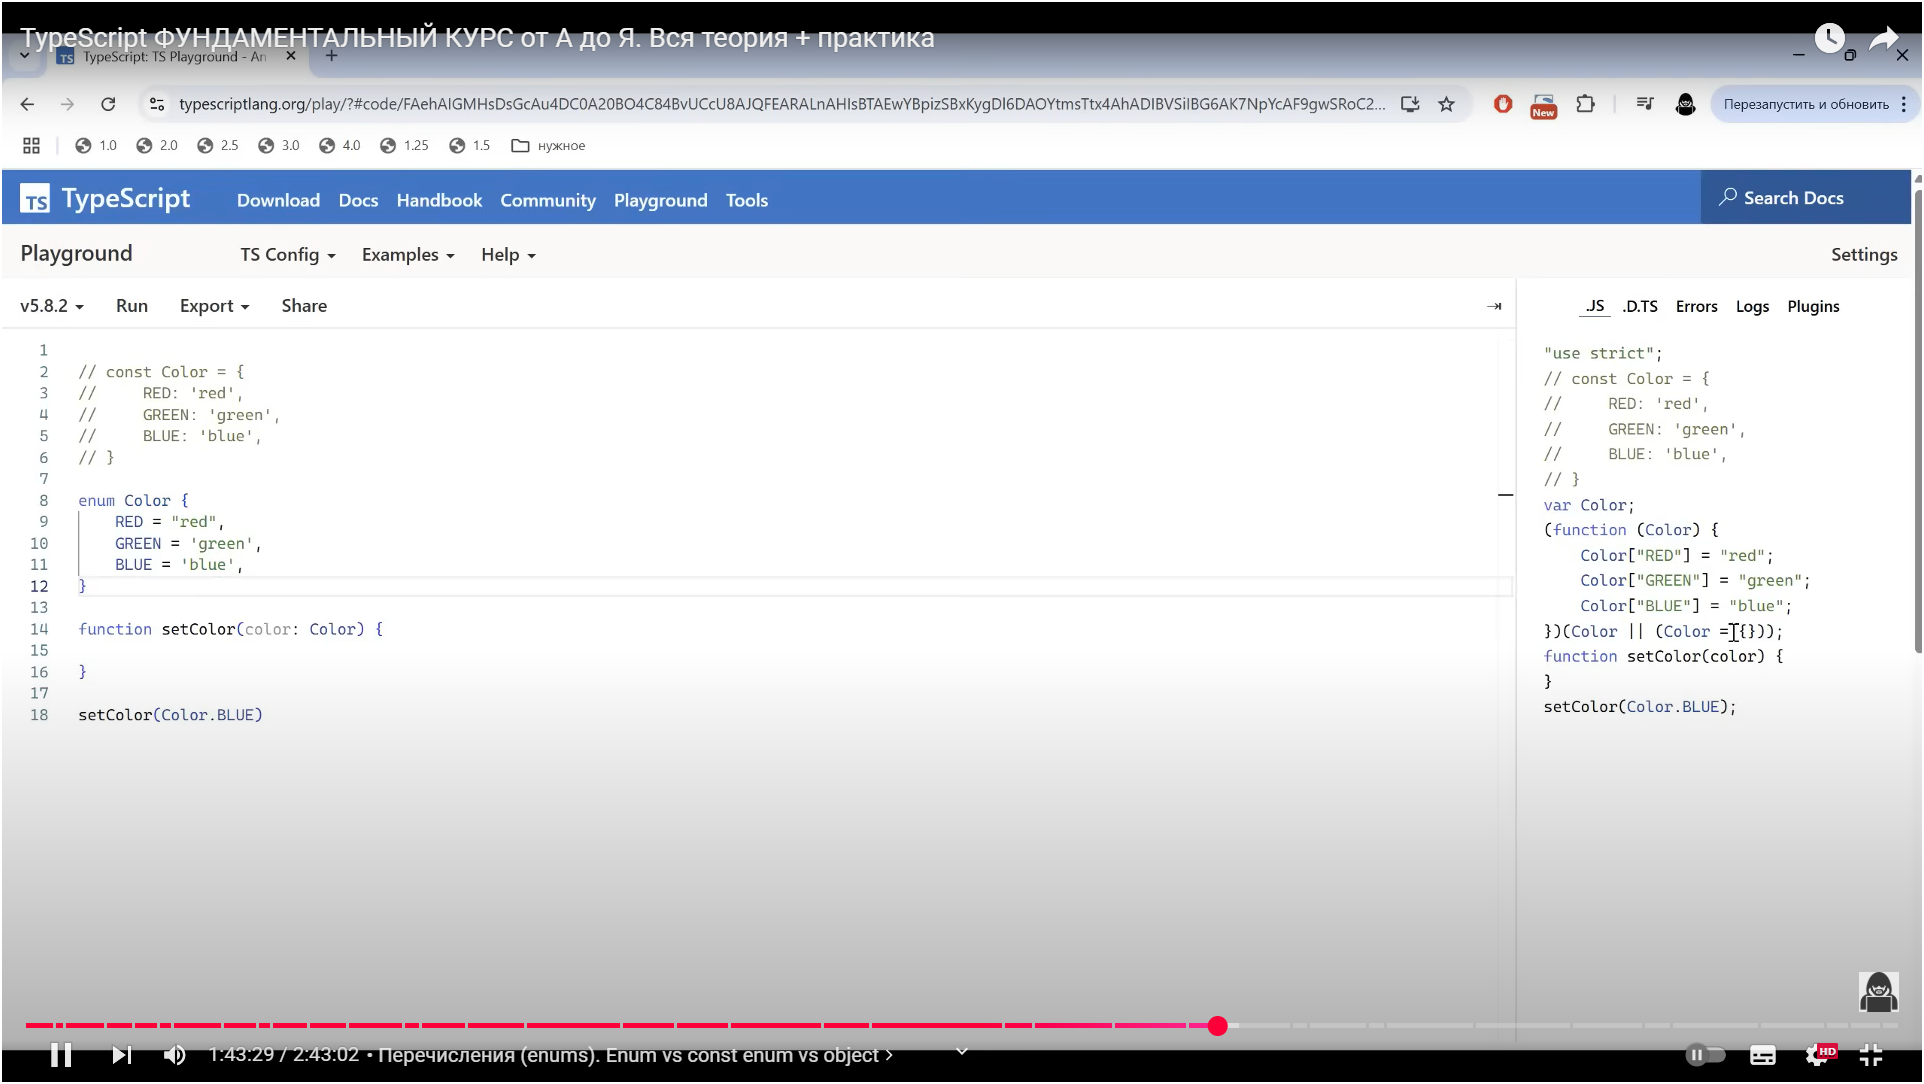 TypeScript ФУНДАМЕНТАЛЬНЫЙ КУРС от А до Я. Вся теория + практика
TypeScript: TS Playground - An
typescriptlang.org/play/?#code/FAehAIGMHsDsGcAu4DC0A20BO4C84BvUCcU8AJQFEARALnAHIsBTAEwYBpizSBxKygDl6DAOYtmsTtx4AhADIBVSiIBG6AK7NpYcAF9gwSRoC2...
New
Перезапустить и обновить
1.0
2.0
2.5
3.0
4.0
1.25
1.5
нужное
TS TypeScript
Download
Docs
Handbook
Community
Playground
Tools
Search Docs
Playground
TS Config
Examples
Help
Settings
v5.8.2
Run
Export
Share
.JS
.D.TS
Errors
Logs
Plugins
1
2 // const Color = {
3 //     RED: 'red',
4 //     GREEN: 'green',
5 //     BLUE: 'blue',
6 // }
7
8 enum Color {
9     RED = "red",
10     GREEN = 'green',
11     BLUE = 'blue',
12 }
13
14 function setColor(color: Color) {
15
16 }
17
18 setColor(Color.BLUE)
"use strict";
// const Color = {
//     RED: 'red',
//     GREEN: 'green',
//     BLUE: 'blue',
// }
var Color;
(function (Color) {
    Color["RED"] = "red";
    Color["GREEN"] = "green";
    Color["BLUE"] = "blue";
})(Color || (Color = {}));
function setColor(color) {
}
setColor(Color.BLUE);
1:43:29 / 2:43:02 • Перечисления (enums). Enum vs const enum vs object
HD